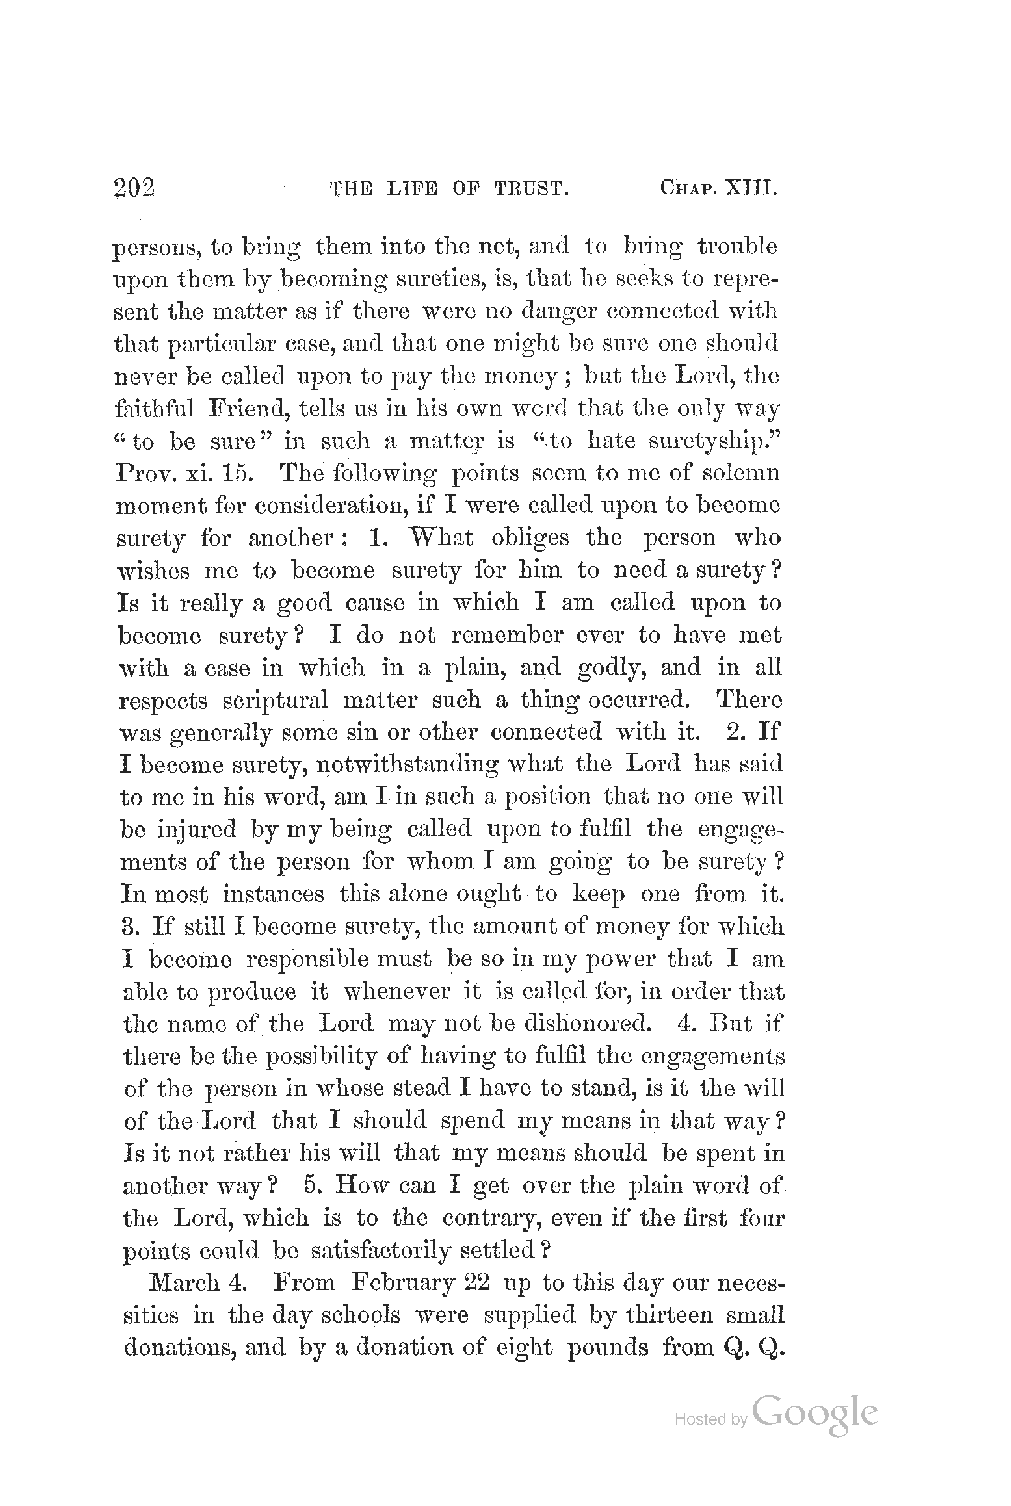 202 THE LIFE OF TRUST. CHAP. XIII.
persons, to bring them into the net, and to bring trouble
upon them by becoming sureties, is, that he seeks to repre-
sent the matter as if there were no danger connected with
that particular case, and that one might be sure one should
never be called upon to pay the money; but the Lord, the
faithful Friend, tells us in his own word that the only way
“to be sure” in such a matter is “to hate suretyship.”
Prov. xi. 15. The following points seem to me of solemn
moment for consideration, if I were called upon to become
surety for another: 1. What obliges the person who
wishes me to become surety for him to need a surety?
Is it really a good cause in which I am called upon to
become surety? I do not remember ever to have met
with a case in which in a plain, and godly, and in all
respects scriptural matter such a thing occurred. There
was generally some sin or other connected with it. 2. If
I become surety, notwithstanding what the Lord has said
to me in his word, am I in such a position that no one will
be injured by my being called upon to fulfil the engage-
ments of the person for whom I am going to be surety?
In most instances this alone ought to keep one from it.
3. If still I become surety, the amount of money for which
I become responsible must be so in my power that I am
able to produce it whenever it is called for, in order that
the name of the Lord may not be dishonored. 4. But if
there be the possibility of having to fulfil the engagements
of the person in whose stead I have to stand, is it the will
of the Lord that I should spend my means in that way?
Is it not rather his will that my means should be spent in
another way? 5. How can I get over the plain word of
the Lord, which is to the contrary, even if the first four
points could be satisfactorily settled?
March 4. From February 22 up to this day our neces-
sities in the day schools were supplied by thirteen small
donations, and by a donation of eight pounds from Q. Q.
Hosted by Google